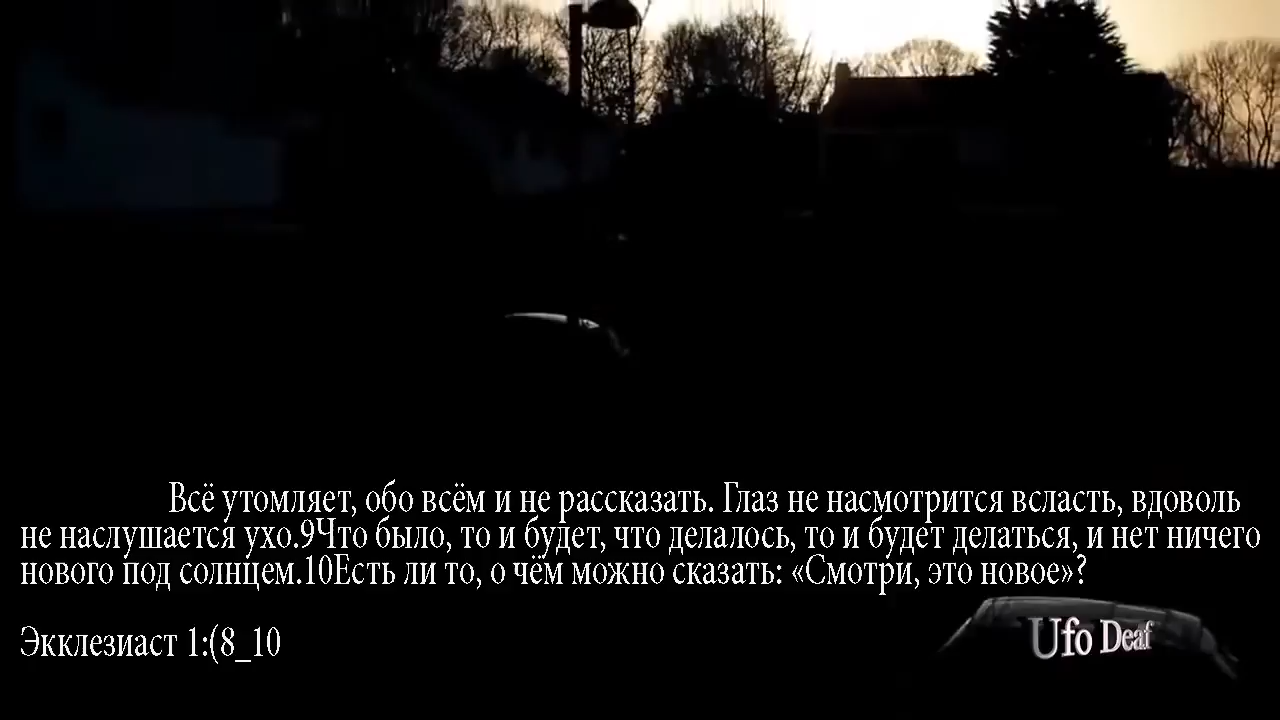 Всё утомляет, обо всём и не рассказать. Глаз не насмотрится всласть, вдоволь
не наслушается ухо.9Что было, то и будет, что делалось, то и будет делаться, и нет ничего
нового под солнцем.10Есть ли то, о чём можно сказать: «Смотри, это новое»?
Ufo Deaf
Экклезиаст 1:(8_10